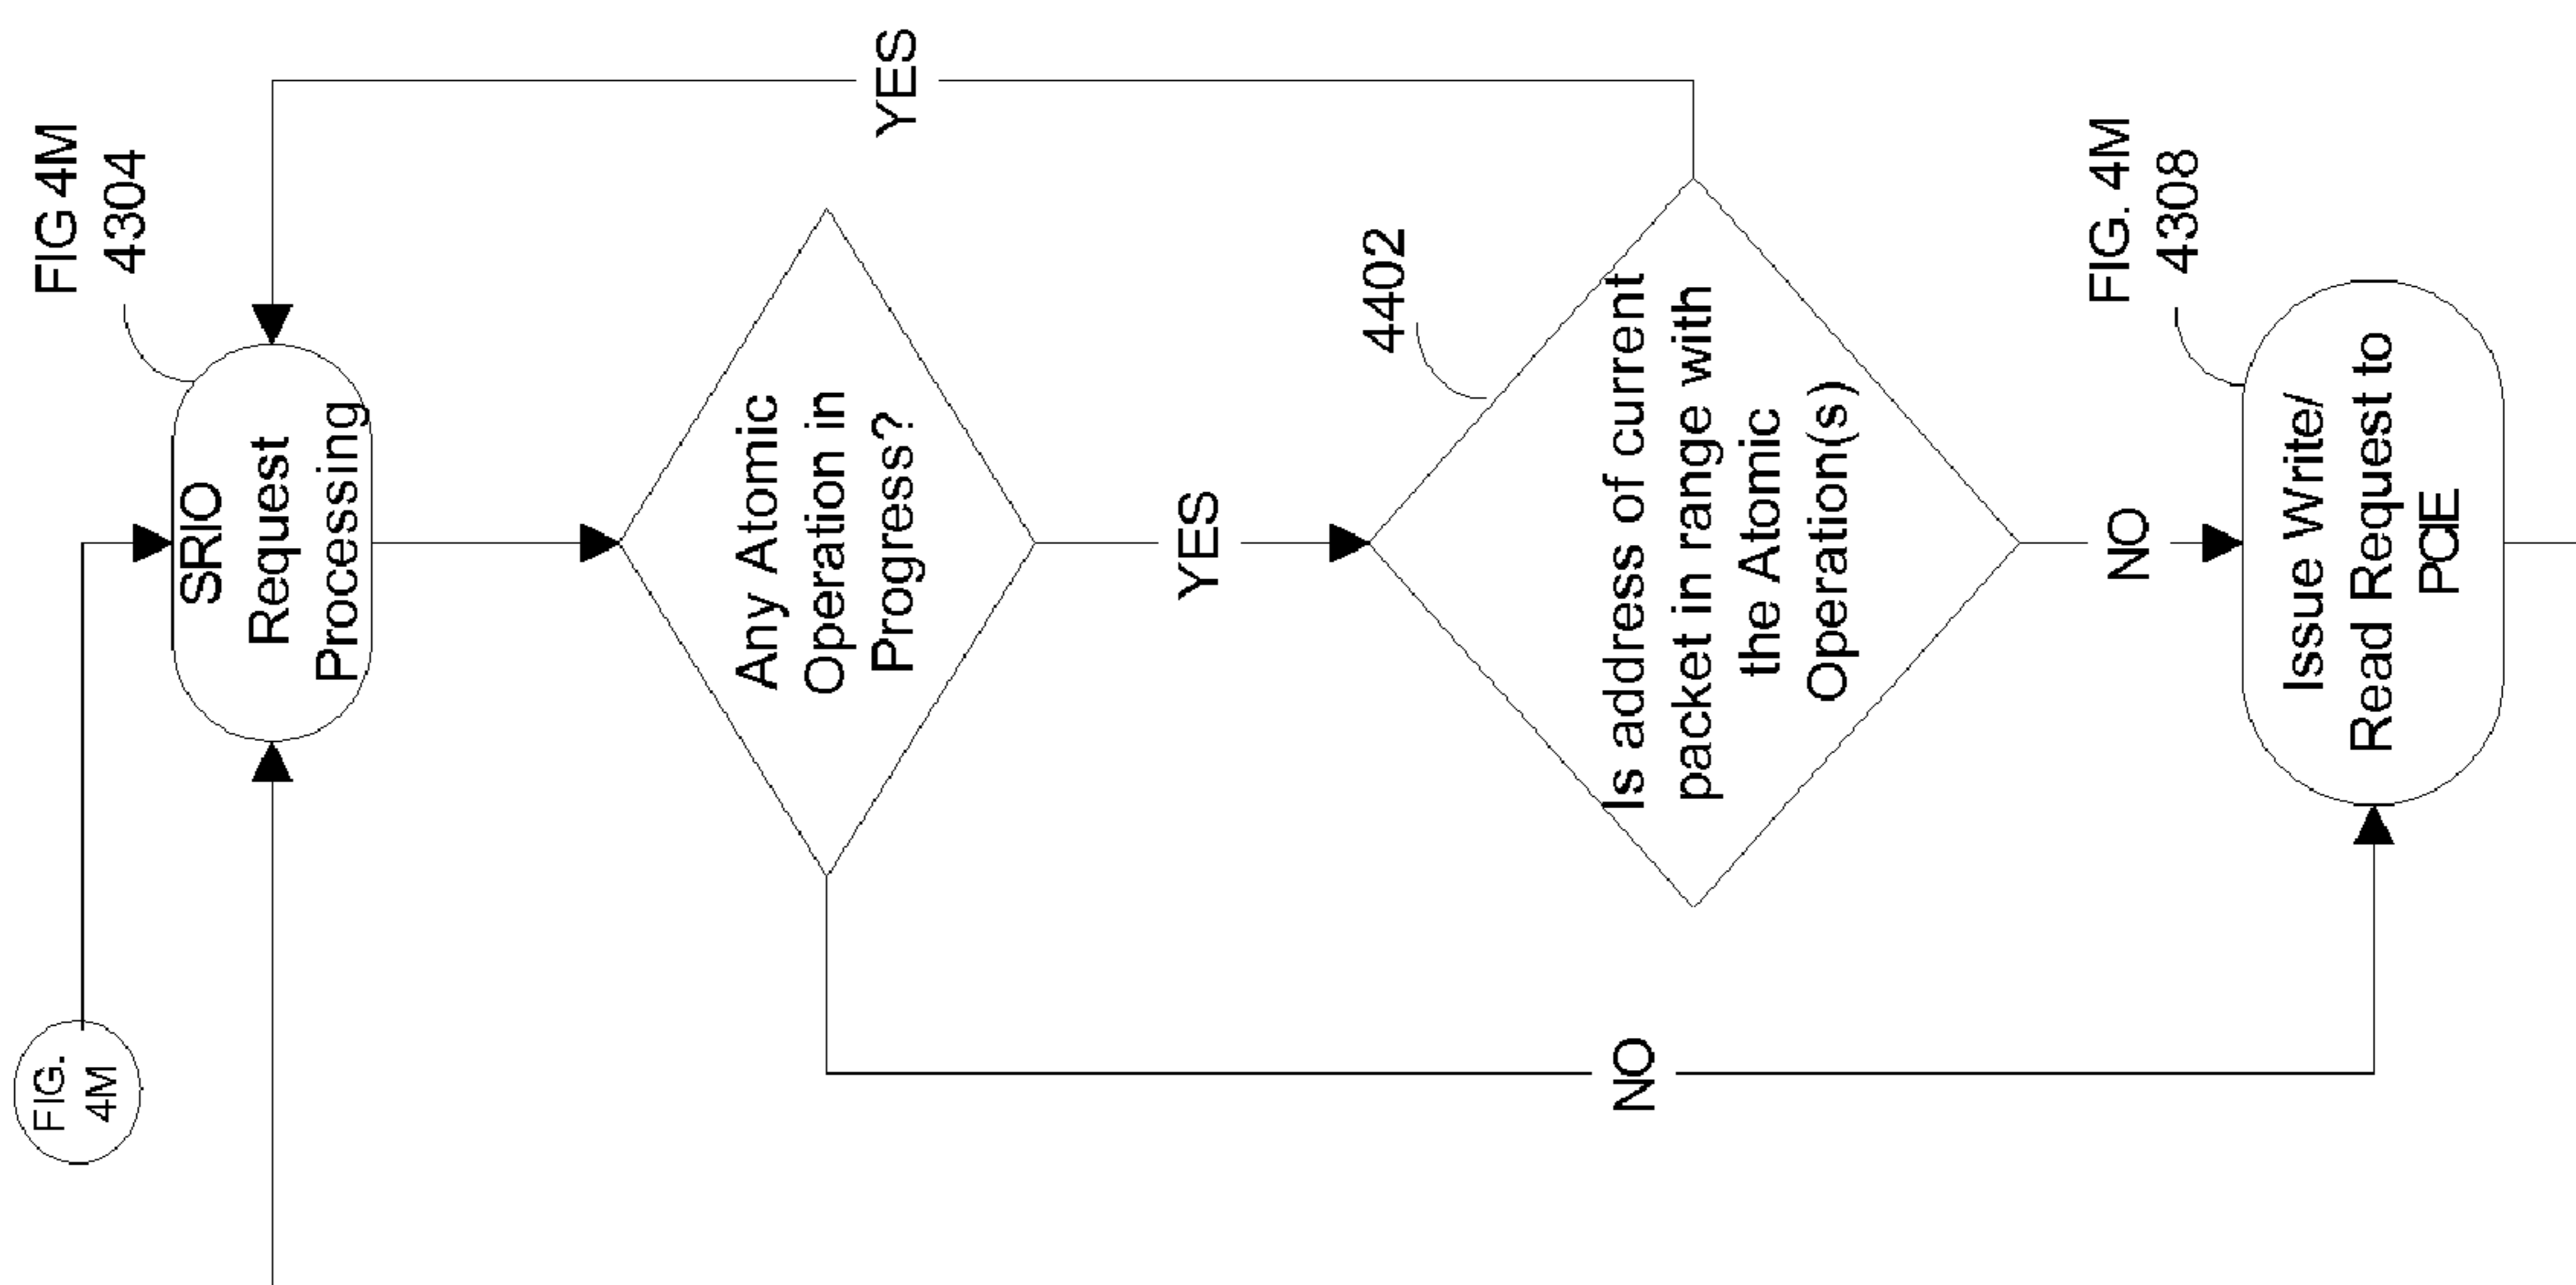 FIG.
4M
FIG 4M
4304
SRIO
Request
Processing
Any Atomic
Operation in
Progress?
YES
YES
4402
Is address of current
packet in range with
the Atomic
Operation(s)
NO
NO
FIG. 4M
4308
Issue Write/
Read Request to
PCIE